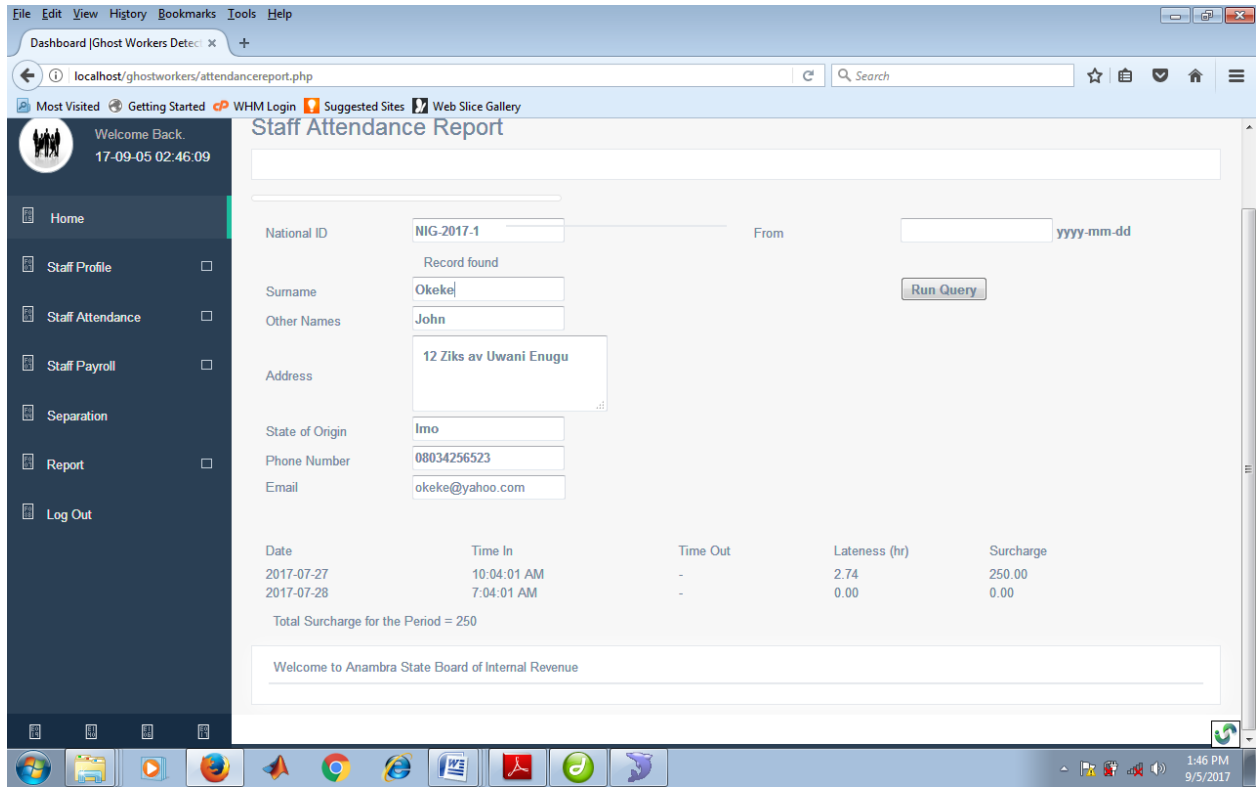 File Edit View History Bookmarks Tools Help
Dashboard |Ghost Workers Detec
localhost/ghostworkers/attendancereport.php
Search
Most Visited Getting Started WHM Login Suggested Sites Web Slice Gallery
Welcome Back.
17-09-05 02:46:09
Home
Staff Profile
Staff Attendance
Staff Payroll
Separation
Report
Log Out
Staff Attendance Report
National ID NIG-2017-1 From yyyy-mm-dd
Record found
Surname Okeke Run Query
Other Names John
Address 12 Ziks av Uwani Enugu
State of Origin Imo
Phone Number 08034256523
Email okeke@yahoo.com
Date Time In Time Out Lateness (hr) Surcharge
2017-07-27 10:04:01 AM - 2.74 250.00
2017-07-28 7:04:01 AM - 0.00 0.00
Total Surcharge for the Period = 250
Welcome to Anambra State Board of Internal Revenue
1:46 PM
9/5/2017